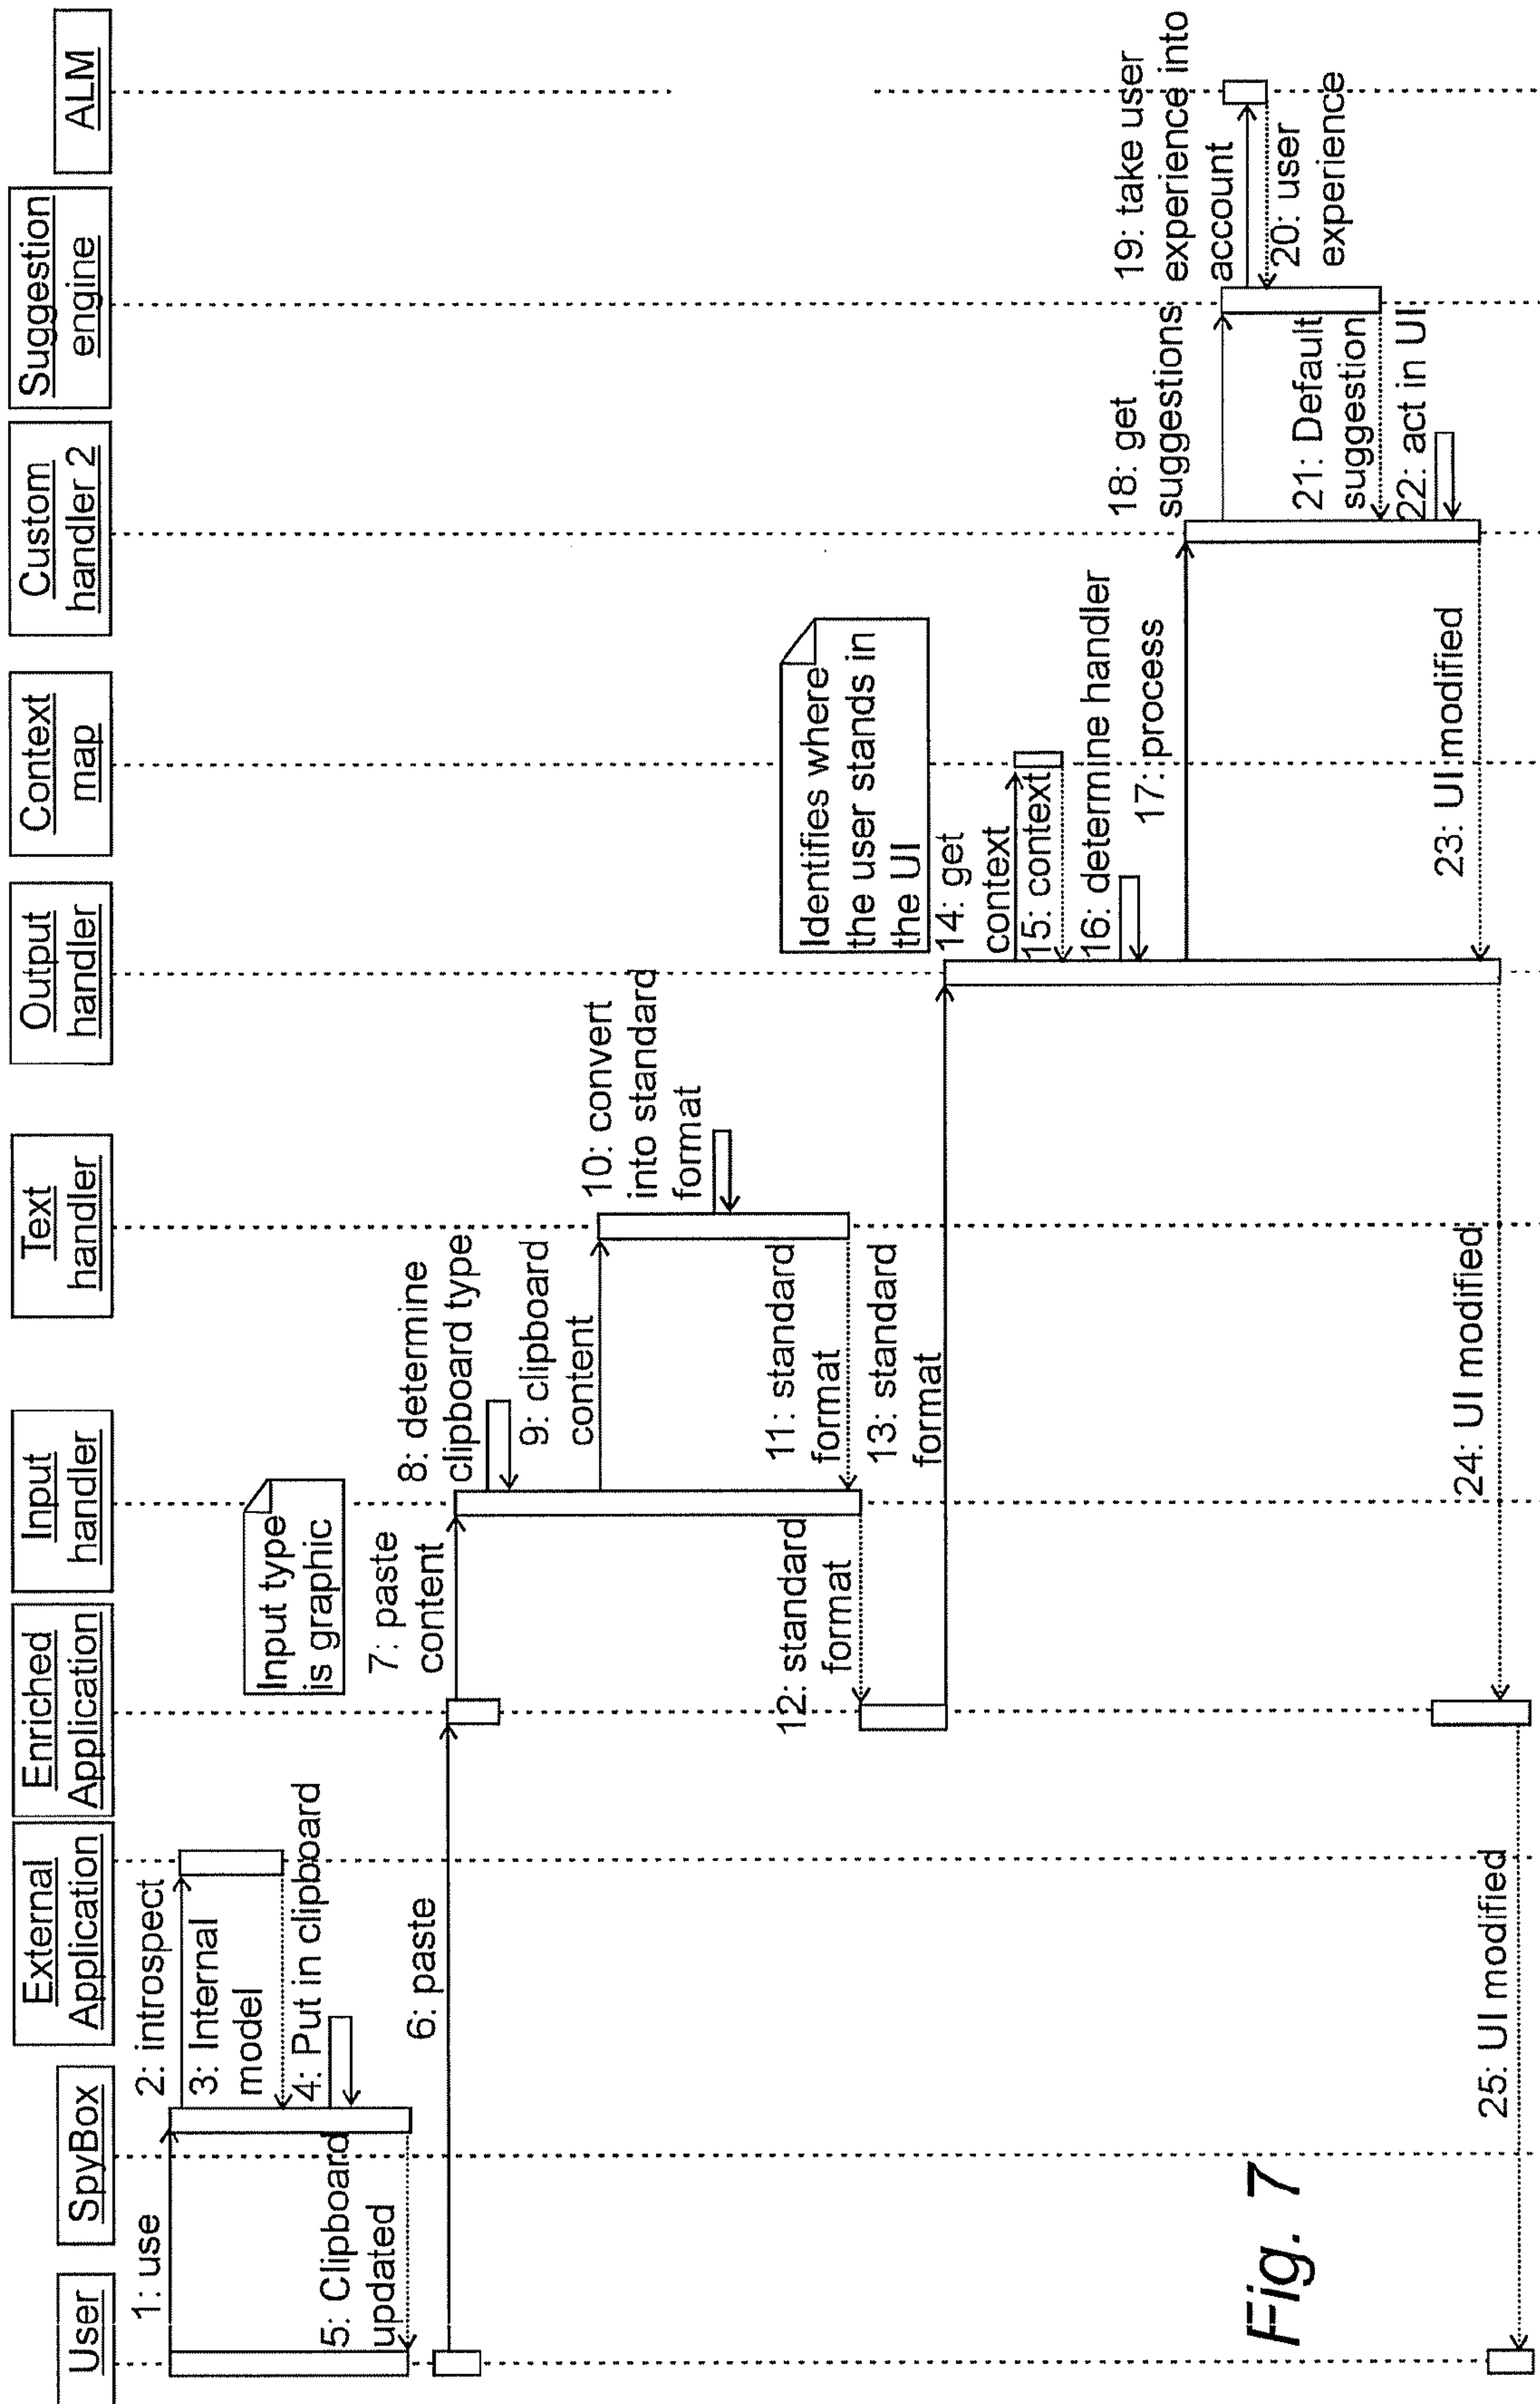 User
SpyBox
External
Application
Enriched
Application
Input
handler
Text
handler
Output
handler
Context
map
Custom
handler 2
Suggestion
engine
ALM
1: use
2: introspect
3: Internal
model
4: Put in clipboard
5: Clipboard
updated
6: paste
Input type
is graphic
7: paste
content
8: determine
clipboard type
9: clipboard
content
10: convert
into standard
format
11: standard
format
12: standard
format
13: standard
format
Identifies where
the user stands in
the UI
14: get
context
15: context
16: determine handler
17: process
18: get
suggestions
19: take user
experience into
account
20: user
experience
21: Default
suggestion
22: act in UI
23: UI modified
24: UI modified
25: UI modified
Fig. 7